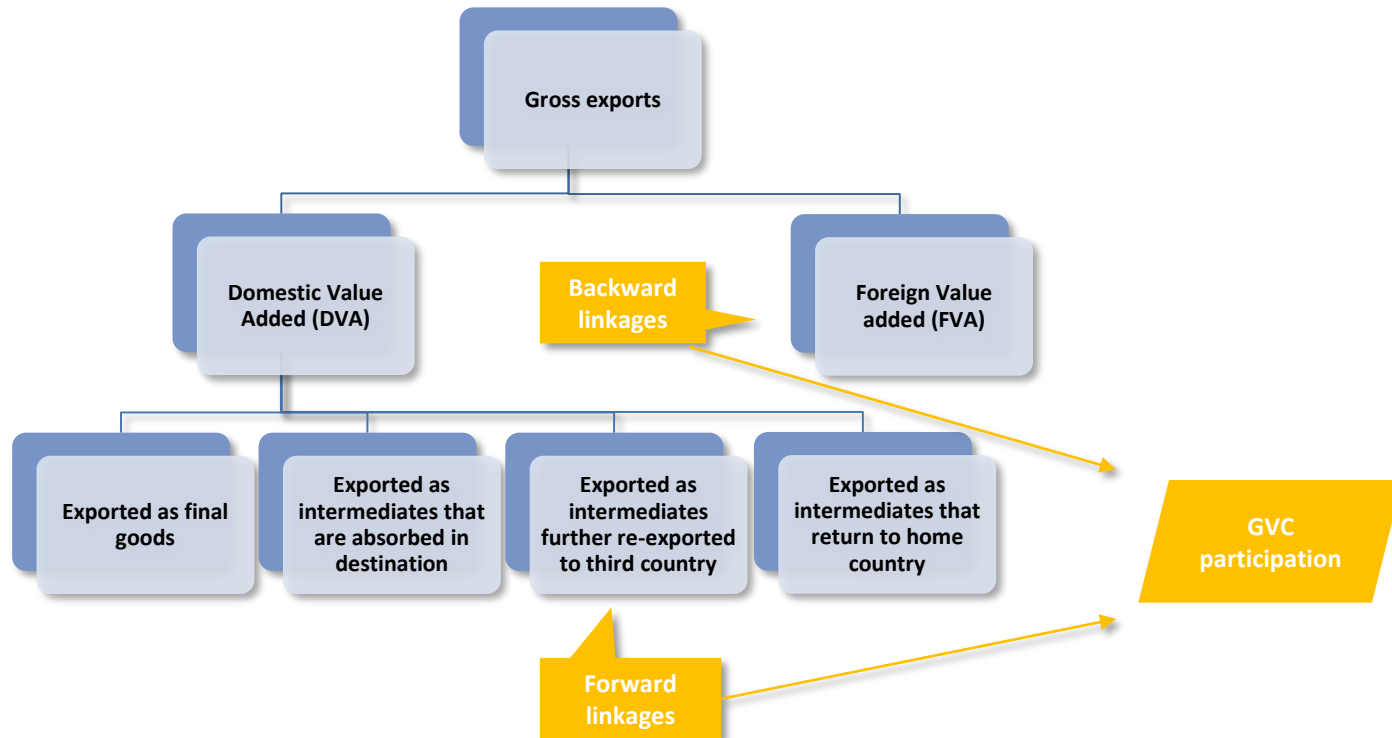 Gross exports
Domestic Value
Added (DVA)
Backward
linkages
Foreign Value
added (FVA)
Exported as final
goods
Exported as
intermediates that
are absorbed in
destination
Exported as
intermediates
further re-exported
to third country
Exported as
intermediates that
return to home
country
GVC
participation
Forward
linkages